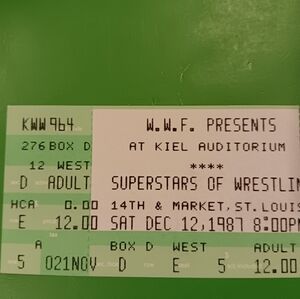 KWW964 W.W.F. PRESENTS
276 BOX D AT KIEL AUDITORIUM
12 WEST ****
D ADULT SUPERSTARS OF WRESTLIN
HCA 0.00 14TH & MARKET, ST.LOUIS
E 12.00 SAT DEC 12,1987 8:00P
A BOX D WEST ADULT
5 021NOV D E 5 12.00